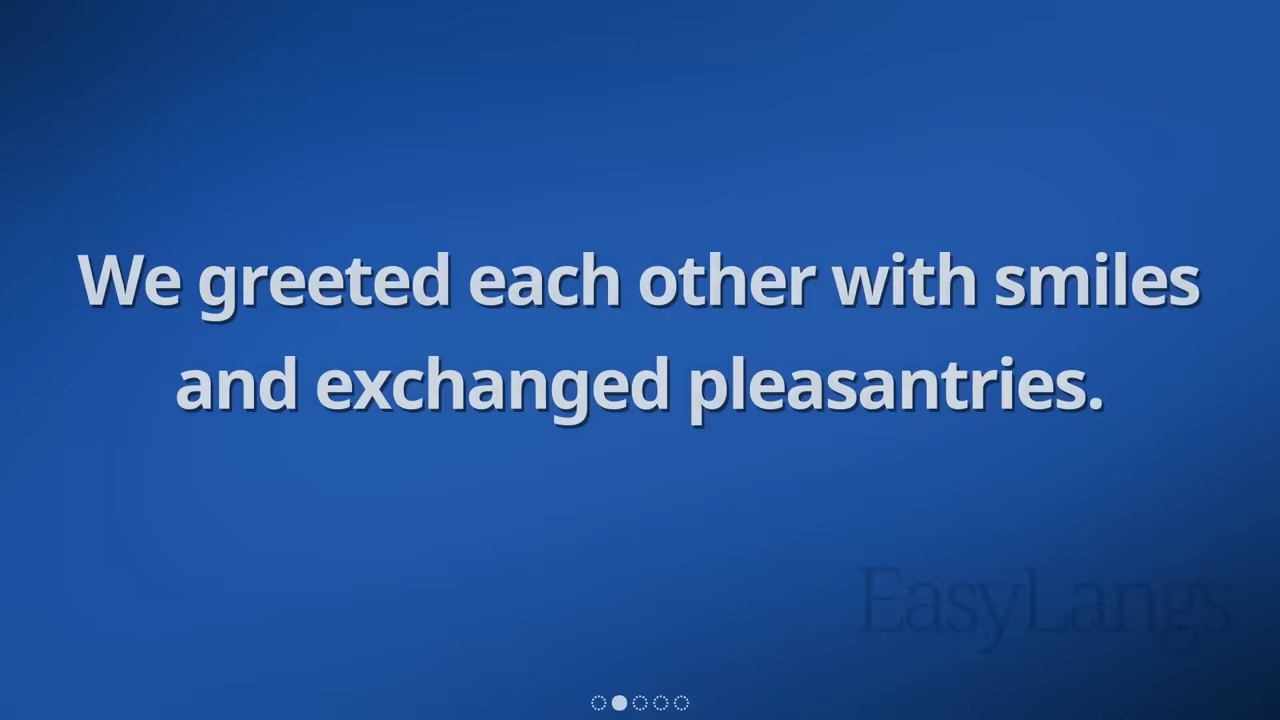 We greeted each other with smiles
and exchanged pleasantries.
EasyLangs